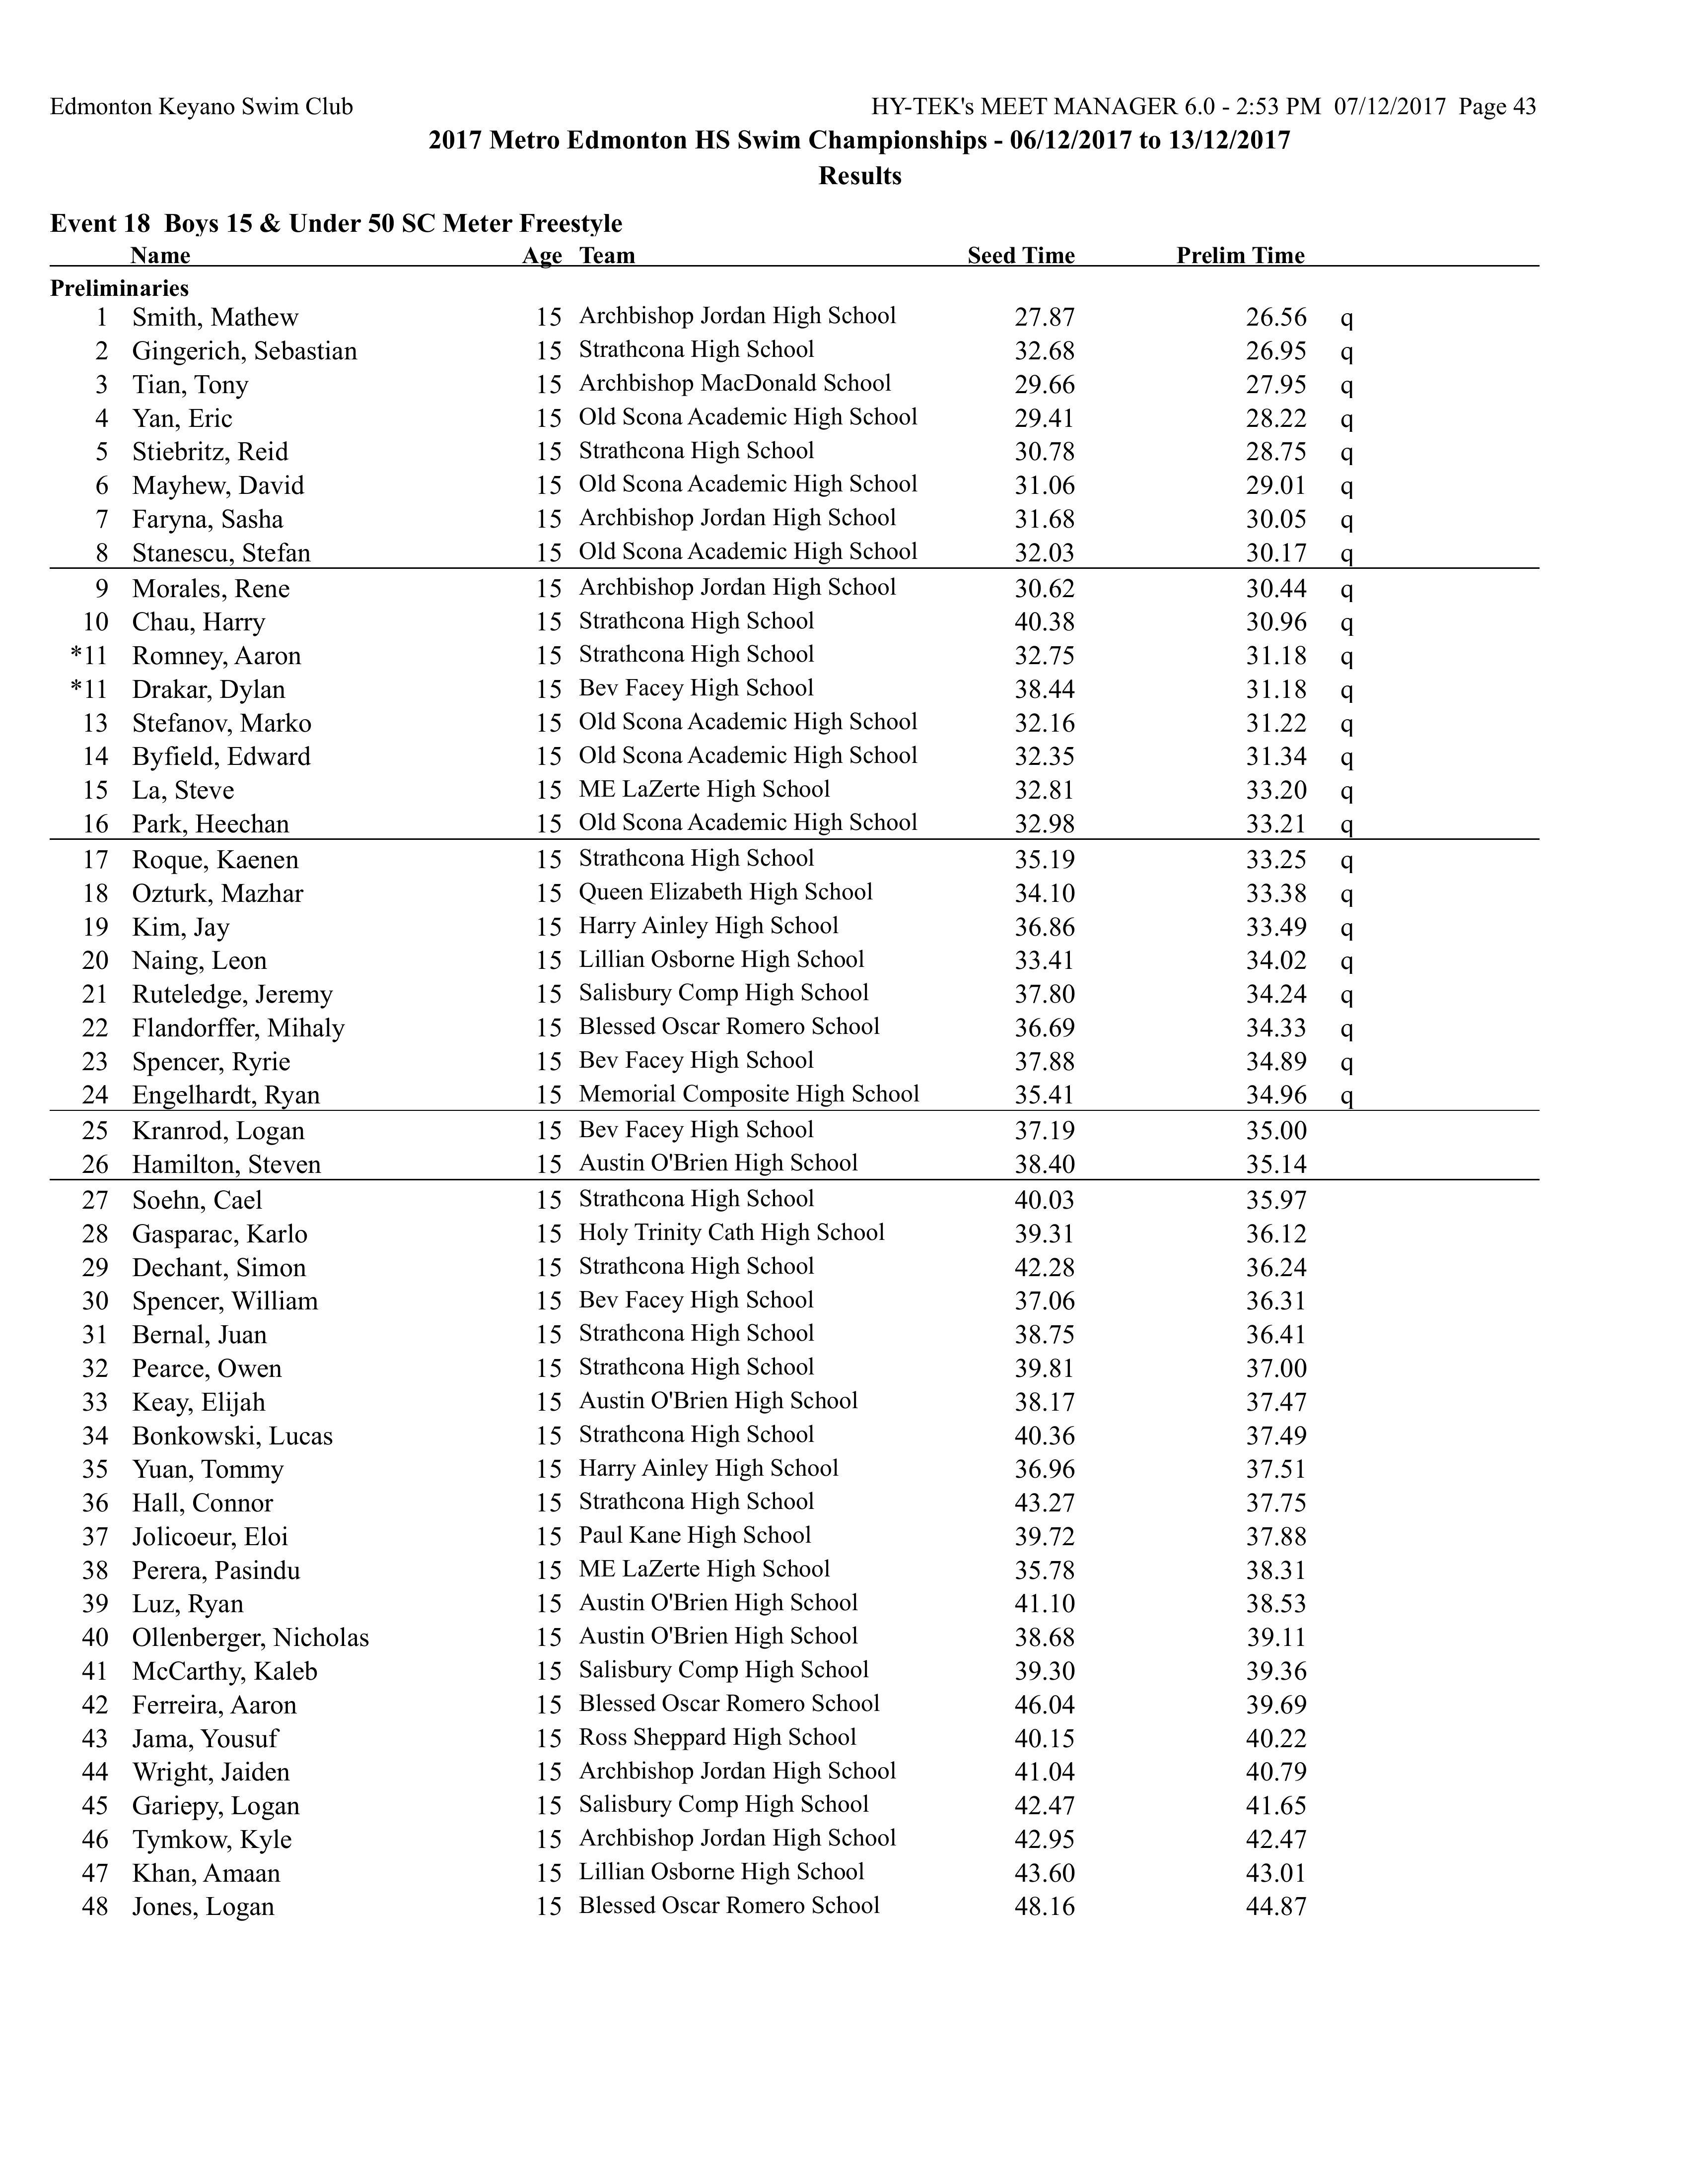 Edmonton Keyano Swim Club HY-TEK's MEET MANAGER 6.0 - 2:53 PM 07/12/2017 Page 43
2017 Metro Edmonton HS Swim Championships - 06/12/2017 to 13/12/2017
Results
Event 18 Boys 15 & Under 50 SC Meter Freestyle
Name Age Team Seed Time Prelim Time
Preliminaries
1 Smith, Mathew 15 Archbishop Jordan High School 27.87 26.56 q
2 Gingerich, Sebastian 15 Strathcona High School 32.68 26.95 q
3 Tian, Tony 15 Archbishop MacDonald School 29.66 27.95 q
4 Yan, Eric 15 Old Scona Academic High School 29.41 28.22 q
5 Stiebritz, Reid 15 Strathcona High School 30.78 28.75 q
6 Mayhew, David 15 Old Scona Academic High School 31.06 29.01 q
7 Faryna, Sasha 15 Archbishop Jordan High School 31.68 30.05 q
8 Stanescu, Stefan 15 Old Scona Academic High School 32.03 30.17 q
9 Morales, Rene 15 Archbishop Jordan High School 30.62 30.44 q
10 Chau, Harry 15 Strathcona High School 40.38 30.96 q
*11 Romney, Aaron 15 Strathcona High School 32.75 31.18 q
*11 Drakar, Dylan 15 Bev Facey High School 38.44 31.18 q
13 Stefanov, Marko 15 Old Scona Academic High School 32.16 31.22 q
14 Byfield, Edward 15 Old Scona Academic High School 32.35 31.34 q
15 La, Steve 15 ME LaZerte High School 32.81 33.20 q
16 Park, Heechan 15 Old Scona Academic High School 32.98 33.21 q
17 Roque, Kaenen 15 Strathcona High School 35.19 33.25 q
18 Ozturk, Mazhar 15 Queen Elizabeth High School 34.10 33.38 q
19 Kim, Jay 15 Harry Ainley High School 36.86 33.49 q
20 Naing, Leon 15 Lillian Osborne High School 33.41 34.02 q
21 Ruteledge, Jeremy 15 Salisbury Comp High School 37.80 34.24 q
22 Flandorffer, Mihaly 15 Blessed Oscar Romero School 36.69 34.33 q
23 Spencer, Ryrie 15 Bev Facey High School 37.88 34.89 q
24 Engelhardt, Ryan 15 Memorial Composite High School 35.41 34.96 q
25 Kranrod, Logan 15 Bev Facey High School 37.19 35.00
26 Hamilton, Steven 15 Austin O'Brien High School 38.40 35.14
27 Soehn, Cael 15 Strathcona High School 40.03 35.97
28 Gasparac, Karlo 15 Holy Trinity Cath High School 39.31 36.12
29 Dechant, Simon 15 Strathcona High School 42.28 36.24
30 Spencer, William 15 Bev Facey High School 37.06 36.31
31 Bernal, Juan 15 Strathcona High School 38.75 36.41
32 Pearce, Owen 15 Strathcona High School 39.81 37.00
33 Keay, Elijah 15 Austin O'Brien High School 38.17 37.47
34 Bonkowski, Lucas 15 Strathcona High School 40.36 37.49
35 Yuan, Tommy 15 Harry Ainley High School 36.96 37.51
36 Hall, Connor 15 Strathcona High School 43.27 37.75
37 Jolicoeur, Eloi 15 Paul Kane High School 39.72 37.88
38 Perera, Pasindu 15 ME LaZerte High School 35.78 38.31
39 Luz, Ryan 15 Austin O'Brien High School 41.10 38.53
40 Ollenberger, Nicholas 15 Austin O'Brien High School 38.68 39.11
41 McCarthy, Kaleb 15 Salisbury Comp High School 39.30 39.36
42 Ferreira, Aaron 15 Blessed Oscar Romero School 46.04 39.69
43 Jama, Yousuf 15 Ross Sheppard High School 40.15 40.22
44 Wright, Jaiden 15 Archbishop Jordan High School 41.04 40.79
45 Gariepy, Logan 15 Salisbury Comp High School 42.47 41.65
46 Tymkow, Kyle 15 Archbishop Jordan High School 42.95 42.47
47 Khan, Amaan 15 Lillian Osborne High School 43.60 43.01
48 Jones, Logan 15 Blessed Oscar Romero School 48.16 44.87